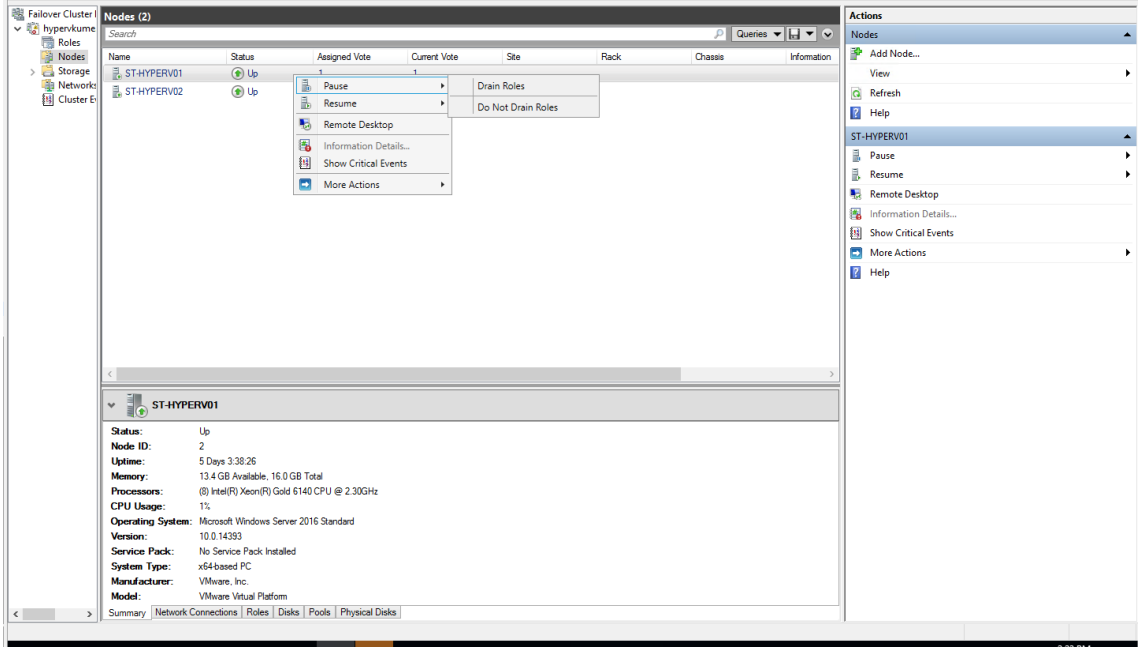 Failover Cluster
hypervkume
Roles
Nodes
Storage
Networks
Cluster Ev
Nodes (2)
Search
Queries
Name Status Assigned Vote Current Vote Site Rack Chassis Information
ST-HYPERV01 Up 1 1
ST-HYPERV02 Up
Pause
Resume
Remote Desktop
Information Details...
Show Critical Events
More Actions
Drain Roles
Do Not Drain Roles
ST-HYPERV01
Status: Up
Node ID: 2
Uptime: 5 Days 3:38:26
Memory: 13.4 GB Available, 16.0 GB Total
Processors: (8) Intel(R) Xeon(R) Gold 6140 CPU @ 2.30GHz
CPU Usage: 1%
Operating System: Microsoft Windows Server 2016 Standard
Version: 10.0.14393
Service Pack: No Service Pack Installed
System Type: x64-based PC
Manufacturer: VMware, Inc.
Model: VMware Virtual Platform
Summary Network Connections Roles Disks Pools Physical Disks
Actions
Nodes
Add Node...
View
Refresh
Help
ST-HYPERV01
Pause
Resume
Remote Desktop
Information Details...
Show Critical Events
More Actions
Help